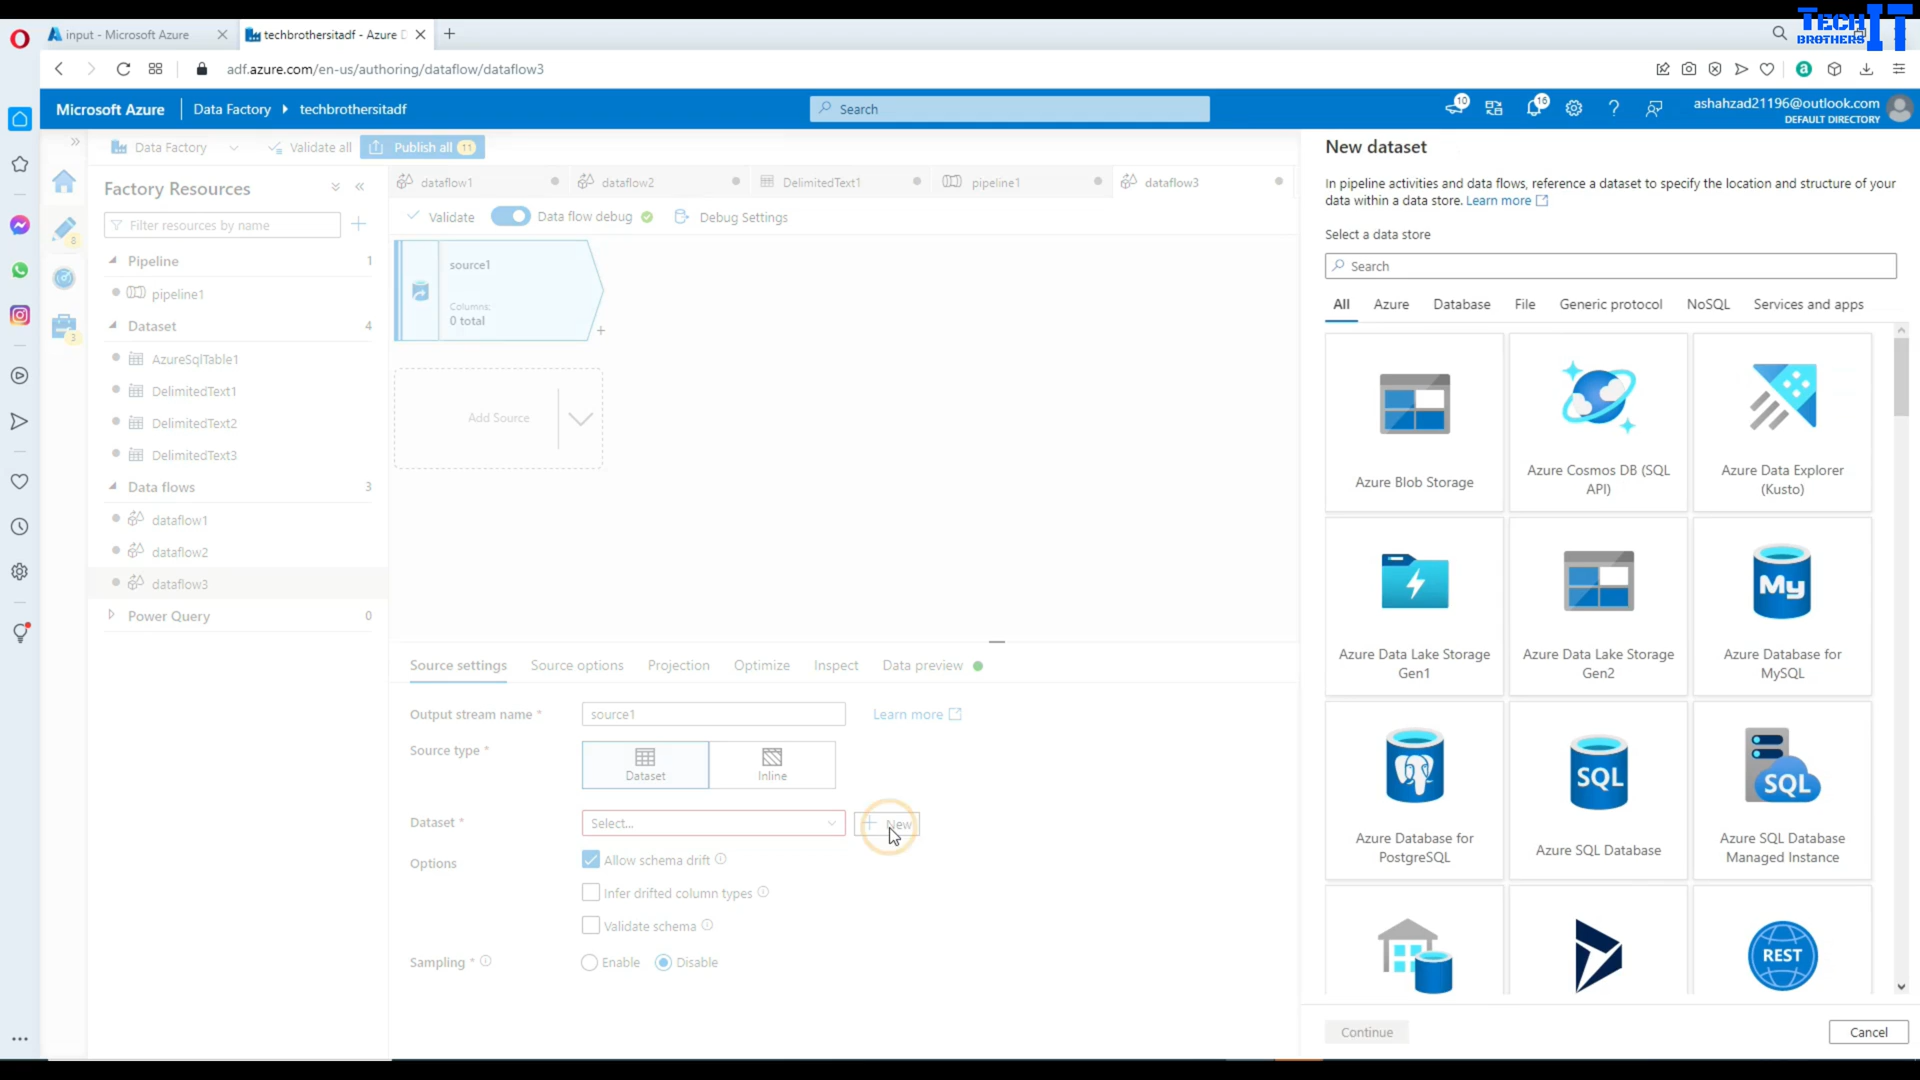 TECH IT
BROTHERS
input - Microsoft Azure
techbrothersitadf - Azure D
adf.azure.com/en-us/authoring/dataflow/dataflow3
Microsoft Azure
Data Factory
techbrothersitadf
Search
10
16
ashahzad21196@outlook.com
DEFAULT DIRECTORY
Data Factory
Validate all
Publish all
11
Factory Resources
Filter resources by name
8
3
Pipeline 1
pipeline1
Dataset 4
AzureSqlTable1
DelimitedText1
DelimitedText2
DelimitedText3
Data flows 3
dataflow1
dataflow2
dataflow3
Power Query 0
dataflow1
dataflow2
DelimitedText1
pipeline1
dataflow3
Validate
Data flow debug
Debug Settings
source1
Columns:
0 total
Add Source
Source settings
Source options
Projection
Optimize
Inspect
Data preview
Output stream name *
source1
Learn more
Source type *
Dataset
Inline
Dataset *
Select...
New
Options
Allow schema drift
Infer drifted column types
Validate schema
Sampling *
Enable
Disable
New dataset
In pipeline activities and data flows, reference a dataset to specify the location and structure of your
data within a data store. Learn more
Select a data store
Search
All
Azure
Database
File
Generic protocol
NoSQL
Services and apps
Azure Blob Storage
Azure Cosmos DB (SQL
API)
Azure Data Explorer
(Kusto)
My
Azure Data Lake Storage
Gen1
Azure Data Lake Storage
Gen2
Azure Database for
MySQL
SQL
SQL
Azure Database for
PostgreSQL
Azure SQL Database
Azure SQL Database
Managed Instance
REST
Continue
Cancel